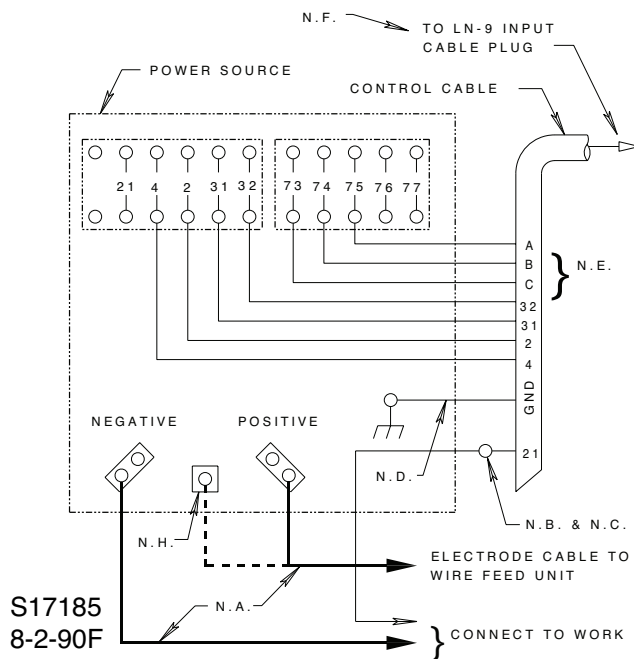 N.F.
TO LN-9 INPUT
CABLE PLUG
POWER SOURCE
CONTROL CABLE
21 4 2 31 32
73 74 75 76 77
A
B
C
N.E.
32
31
2
4
GND
21
NEGATIVE
POSITIVE
N.D.
N.B. & N.C.
N.H.
ELECTRODE CABLE TO
WIRE FEED UNIT
N.A.
S17185
8-2-90F
CONNECT TO WORK